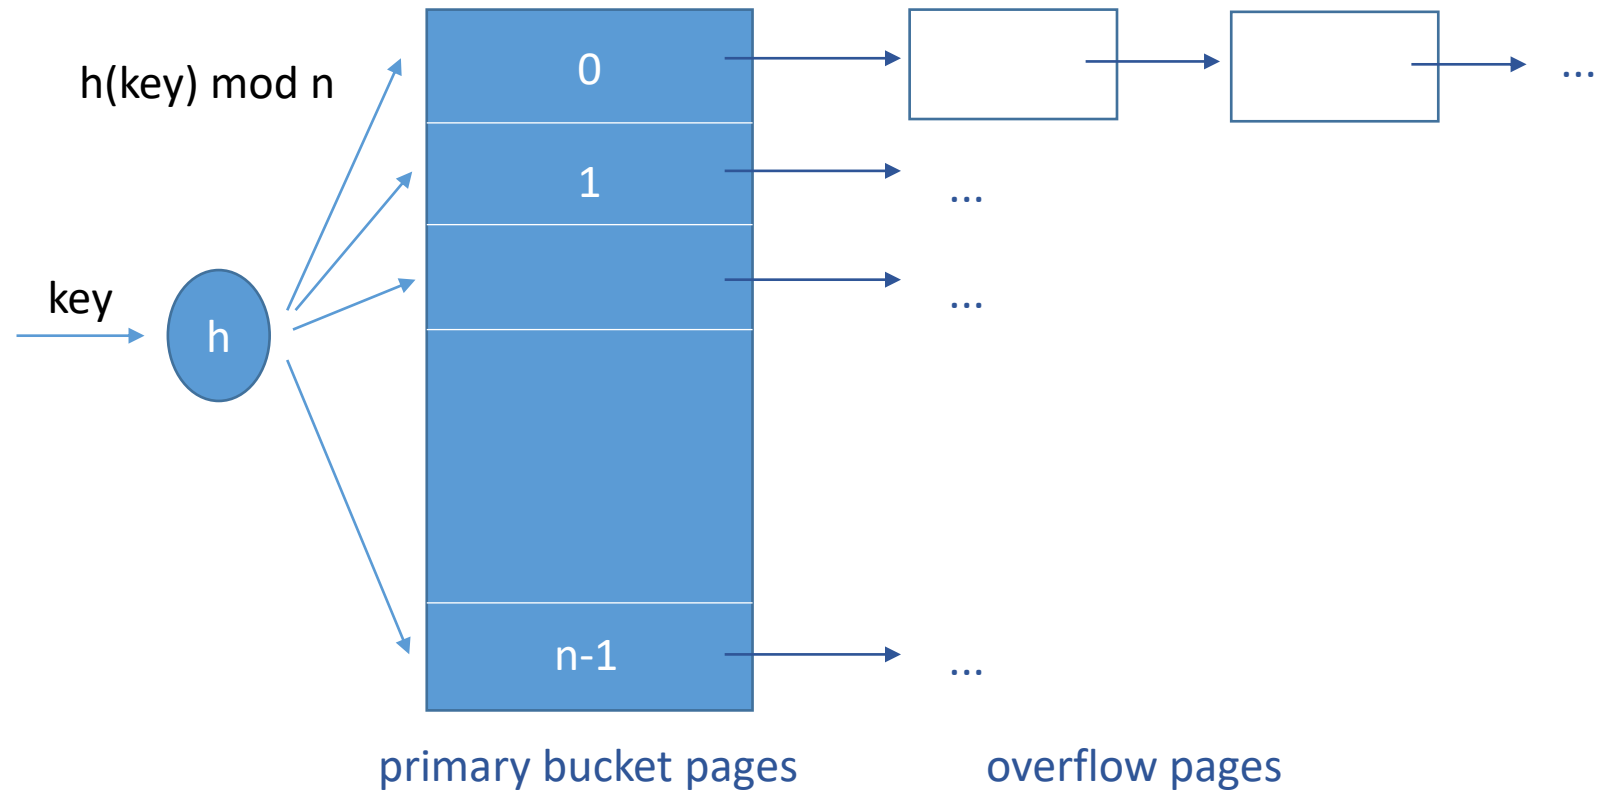 h(key) mod n
0
...
1
...
key
h
...
n-1
...
primary bucket pages
overflow pages